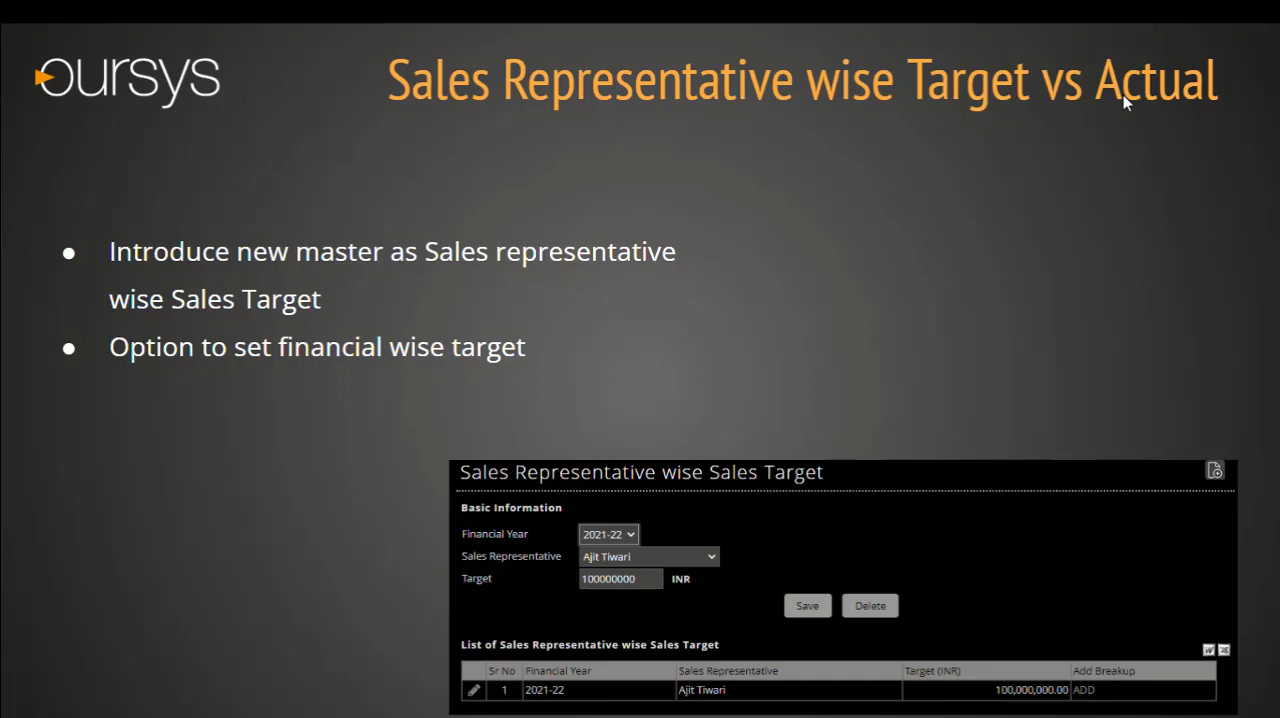 oursys
Sales Representative wise Target vs Actual
● Introduce new master as Sales representative
wise Sales Target
● Option to set financial wise target
Sales Representative wise Sales Target
Basic Information
Financial Year 2021-22
Sales Representative Ajit Tiwari
Target 100000000 INR
Save Delete
List of Sales Representative wise Sales Target
Sr No Financial Year Sales Representative Target (INR) Add Breakup
1 2021-22 Ajit Tiwari 100,000,000.00 ADD